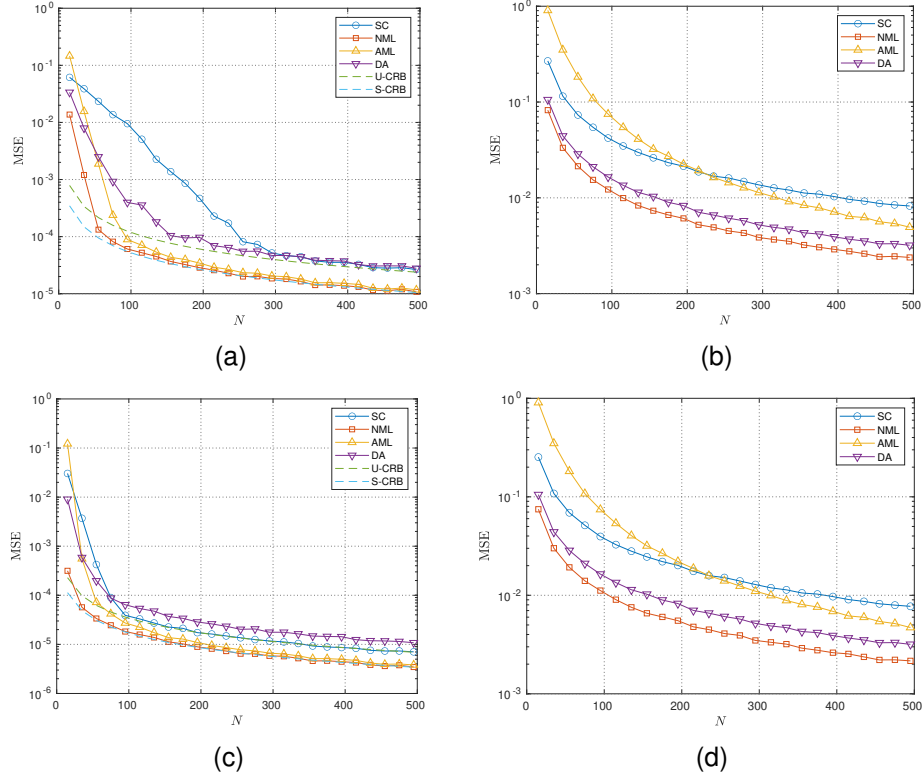 10^0
10^-1
10^-2
10^-3
10^-4
10^-5
MSE
0 100 200 300 400 500
N
SC
NML
AML
DA
U-CRB
S-CRB
(a)
10^0
10^-1
10^-2
10^-3
MSE
0 100 200 300 400 500
N
SC
NML
AML
DA
(b)
10^0
10^-1
10^-2
10^-3
10^-4
10^-5
10^-6
MSE
0 100 200 300 400 500
N
SC
NML
AML
DA
U-CRB
S-CRB
(c)
10^0
10^-1
10^-2
10^-3
MSE
0 100 200 300 400 500
N
SC
NML
AML
DA
(d)